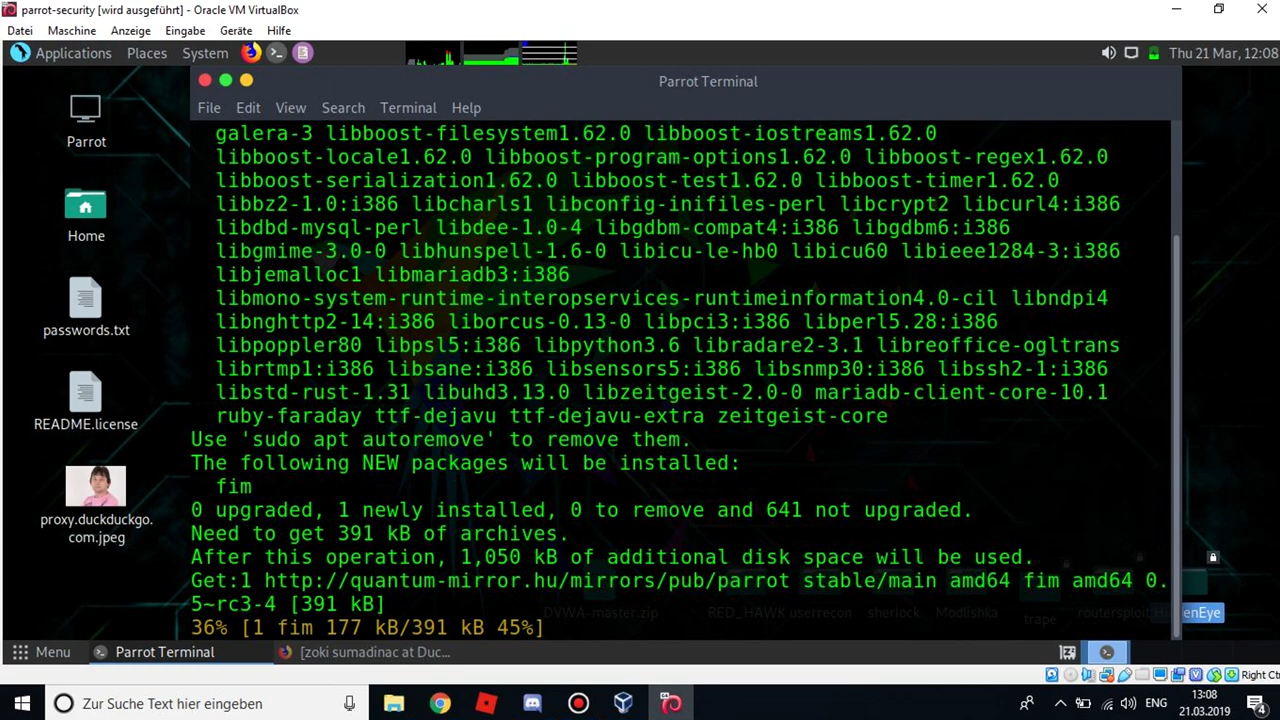 parrot-security [wird ausgeführt] - Oracle VM VirtualBox
Datei Maschine Anzeige Eingabe Geräte Hilfe
Applications Places System Thu 21 Mar, 12:08
Parrot Terminal
File Edit View Search Terminal Help
Parrot
Home
passwords.txt
README.license
proxy.duckduckgo.
com.jpeg
galera-3 libboost-filesystem1.62.0 libboost-iostreams1.62.0
libboost-locale1.62.0 libboost-program-options1.62.0 libboost-regex1.62.0
libboost-serialization1.62.0 libboost-test1.62.0 libboost-timer1.62.0
libbz2-1.0:i386 libcharls1 libconfig-inifiles-perl libcrypt2 libcurl4:i386
libdbd-mysql-perl libdee-1.0-4 libgdbm-compat4:i386 libgdbm6:i386
libgmime-3.0-0 libhunspell-1.6-0 libicu-le-hb0 libicu60 libieee1284-3:i386
libjemalloc1 libmariadb3:i386
libmono-system-runtime-interopservices-runtimeinformation4.0-cil libndpi4
libnghttp2-14:i386 liborcus-0.13-0 libpci3:i386 libperl5.28:i386
libpoppler80 libpsl5:i386 libpython3.6 libradare2-3.1 libreoffice-ogltrans
librtmp1:i386 libsane:i386 libsensors5:i386 libsnmp30:i386 libssh2-1:i386
libstd-rust-1.31 libuhd3.13.0 libzeitgeist-2.0-0 mariadb-client-core-10.1
ruby-faraday ttf-dejavu ttf-dejavu-extra zeitgeist-core
Use 'sudo apt autoremove' to remove them.
The following NEW packages will be installed:
fim
0 upgraded, 1 newly installed, 0 to remove and 641 not upgraded.
Need to get 391 kB of archives.
After this operation, 1,050 kB of additional disk space will be used.
Get:1 http://quantum-mirror.hu/mirrors/pub/parrot stable/main amd64 fim amd64 0.
5~rc3-4 [391 kB]
36% [1 fim 177 kB/391 kB 45%]
DVWA-master.zip RED_HAWK userrecon sherlock Modlishka trape routersploit HiddenEye
Menu Parrot Terminal [zoki sumadinac at Duc...
Right Ctr
Zur Suche Text hier eingeben ENG 13:08
21.03.2019
4